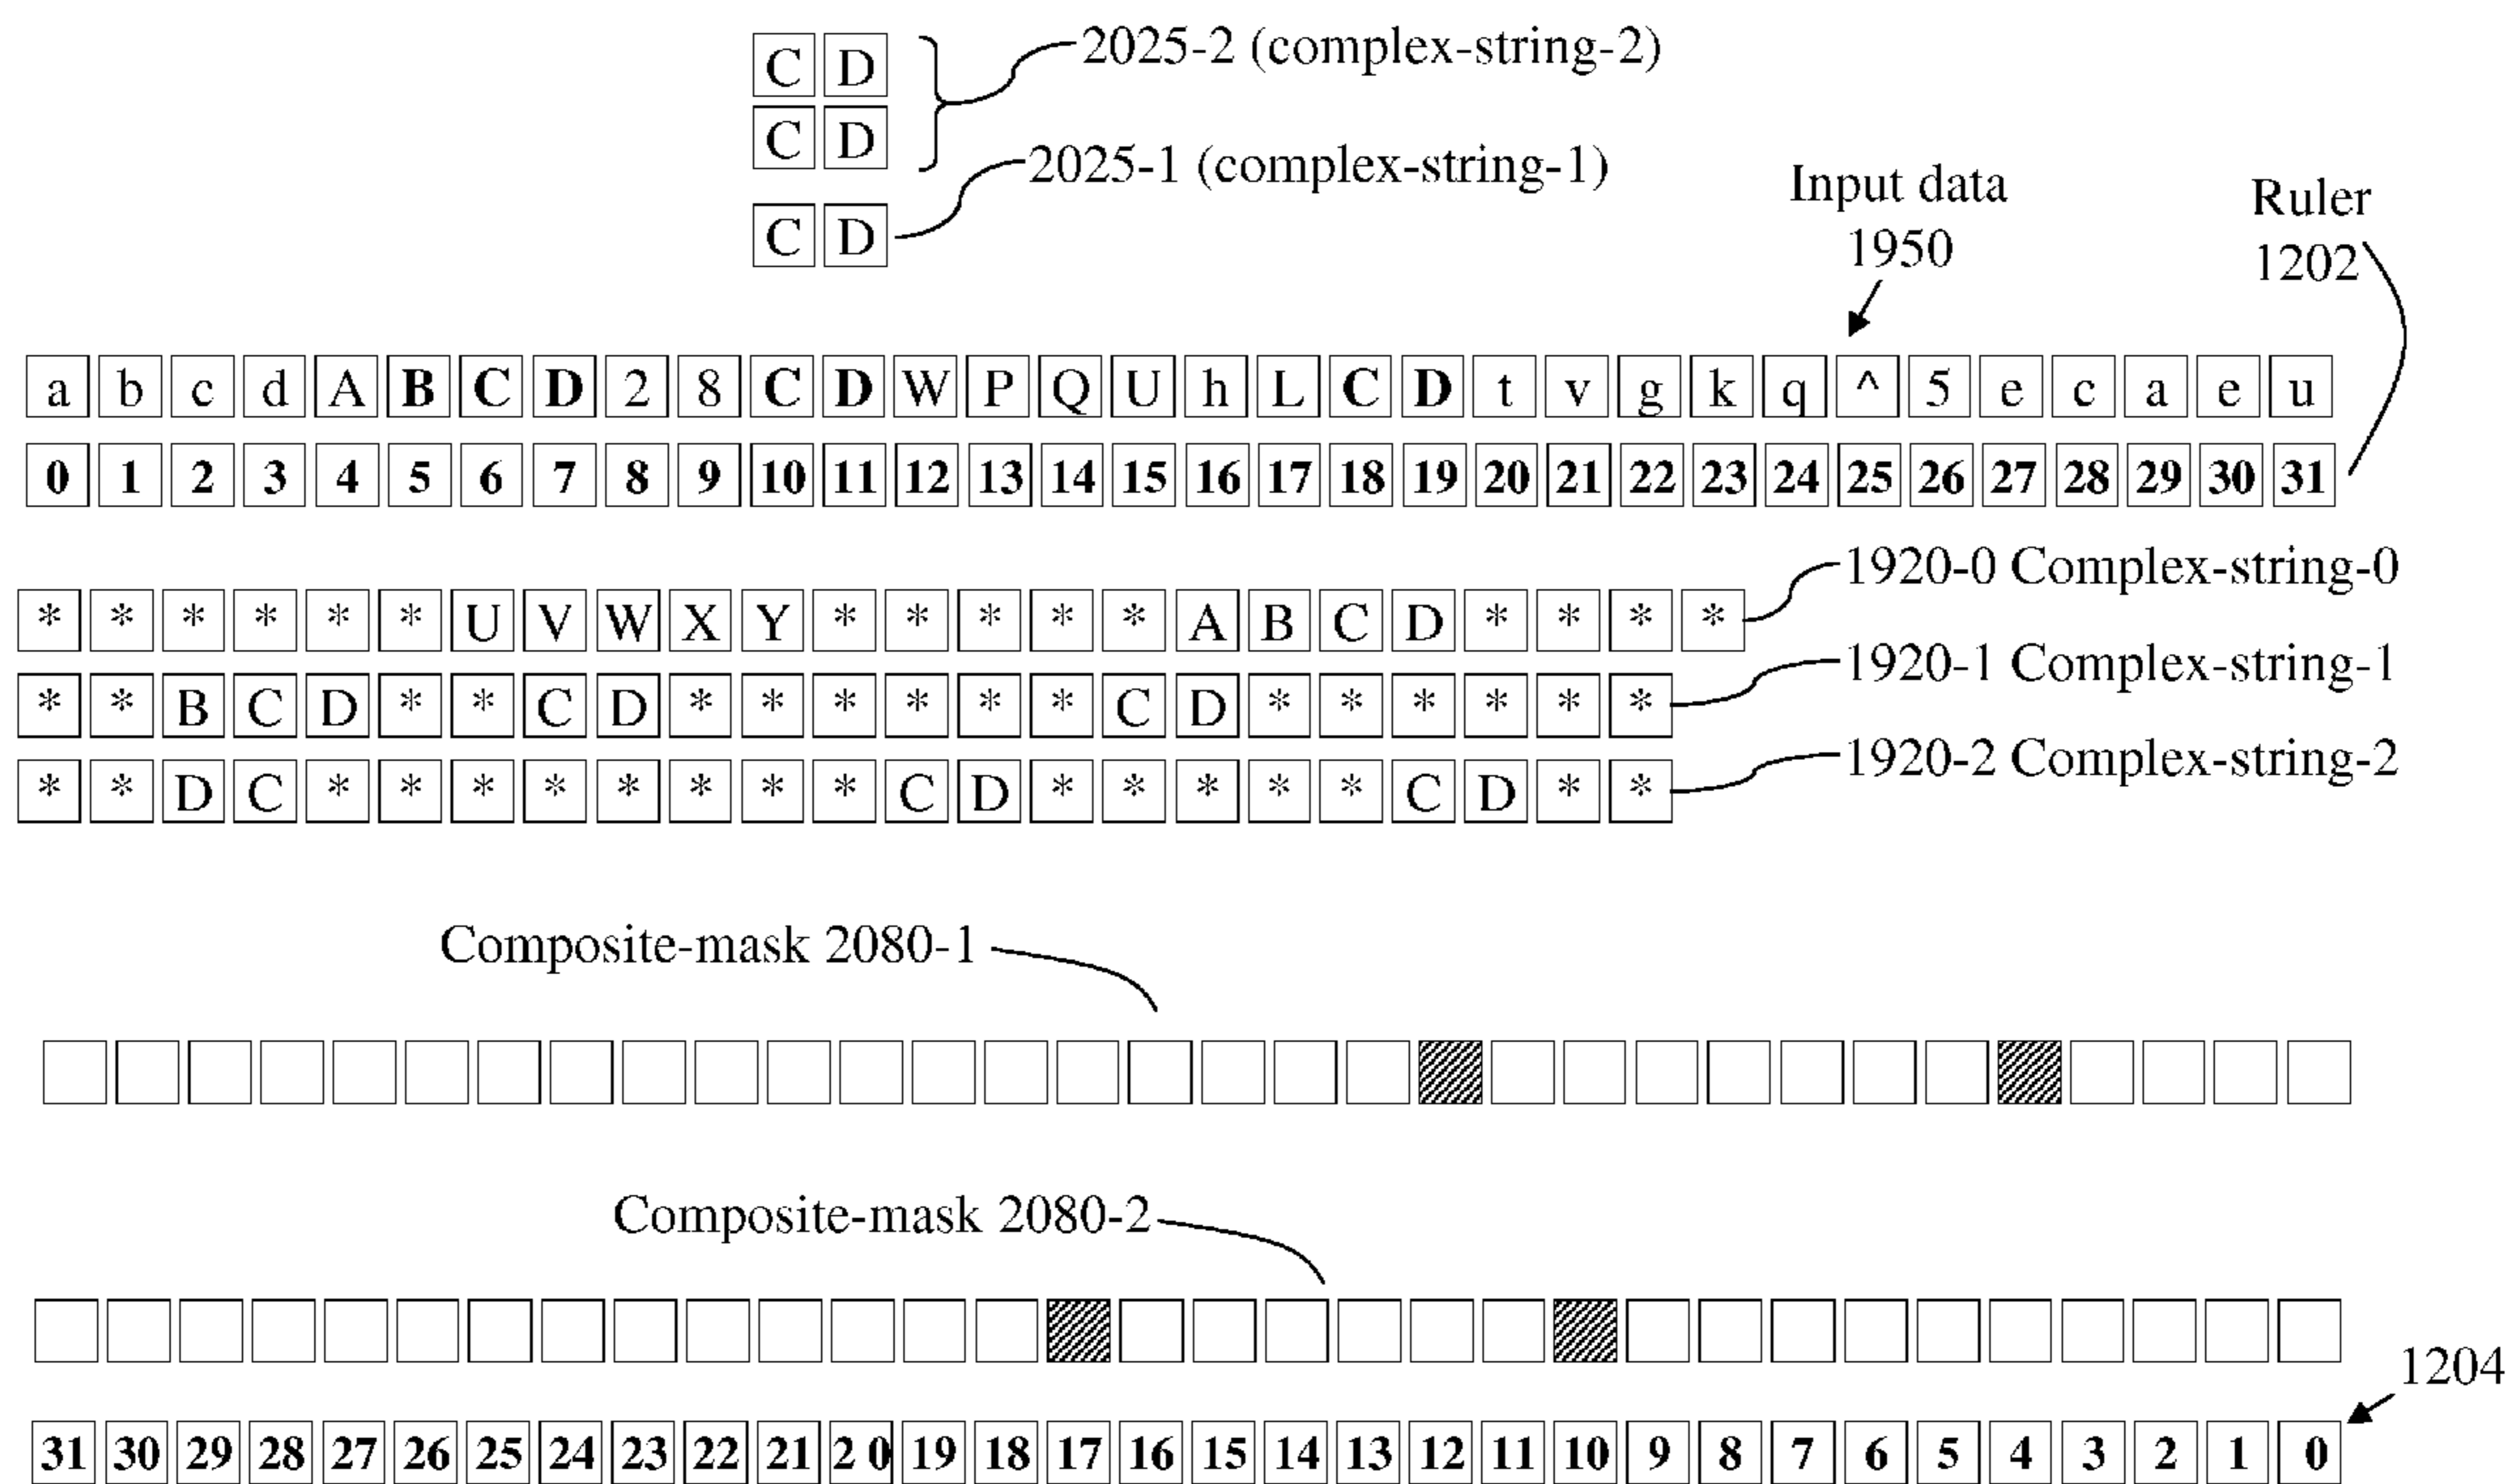 C D 2025-2 (complex-string-2)
C D
2025-1 (complex-string-1)
C D
Input data
1950
Ruler
1202
a b c d A B C D 2 8 C D W P Q U h L C D t v g k q ^ 5 e c a e u
0 1 2 3 4 5 6 7 8 9 10 11 12 13 14 15 16 17 18 19 20 21 22 23 24 25 26 27 28 29 30 31
* * * * * * U V W X Y * * * * * A B C D * * * * 1920-0 Complex-string-0
* * B C D * * C D * * * * * * C D * * * * * * 1920-1 Complex-string-1
* * D C * * * * * * * * C D * * * * * C D * * 1920-2 Complex-string-2
Composite-mask 2080-1
Composite-mask 2080-2
1204
31 30 29 28 27 26 25 24 23 22 21 2 0 19 18 17 16 15 14 13 12 11 10 9 8 7 6 5 4 3 2 1 0